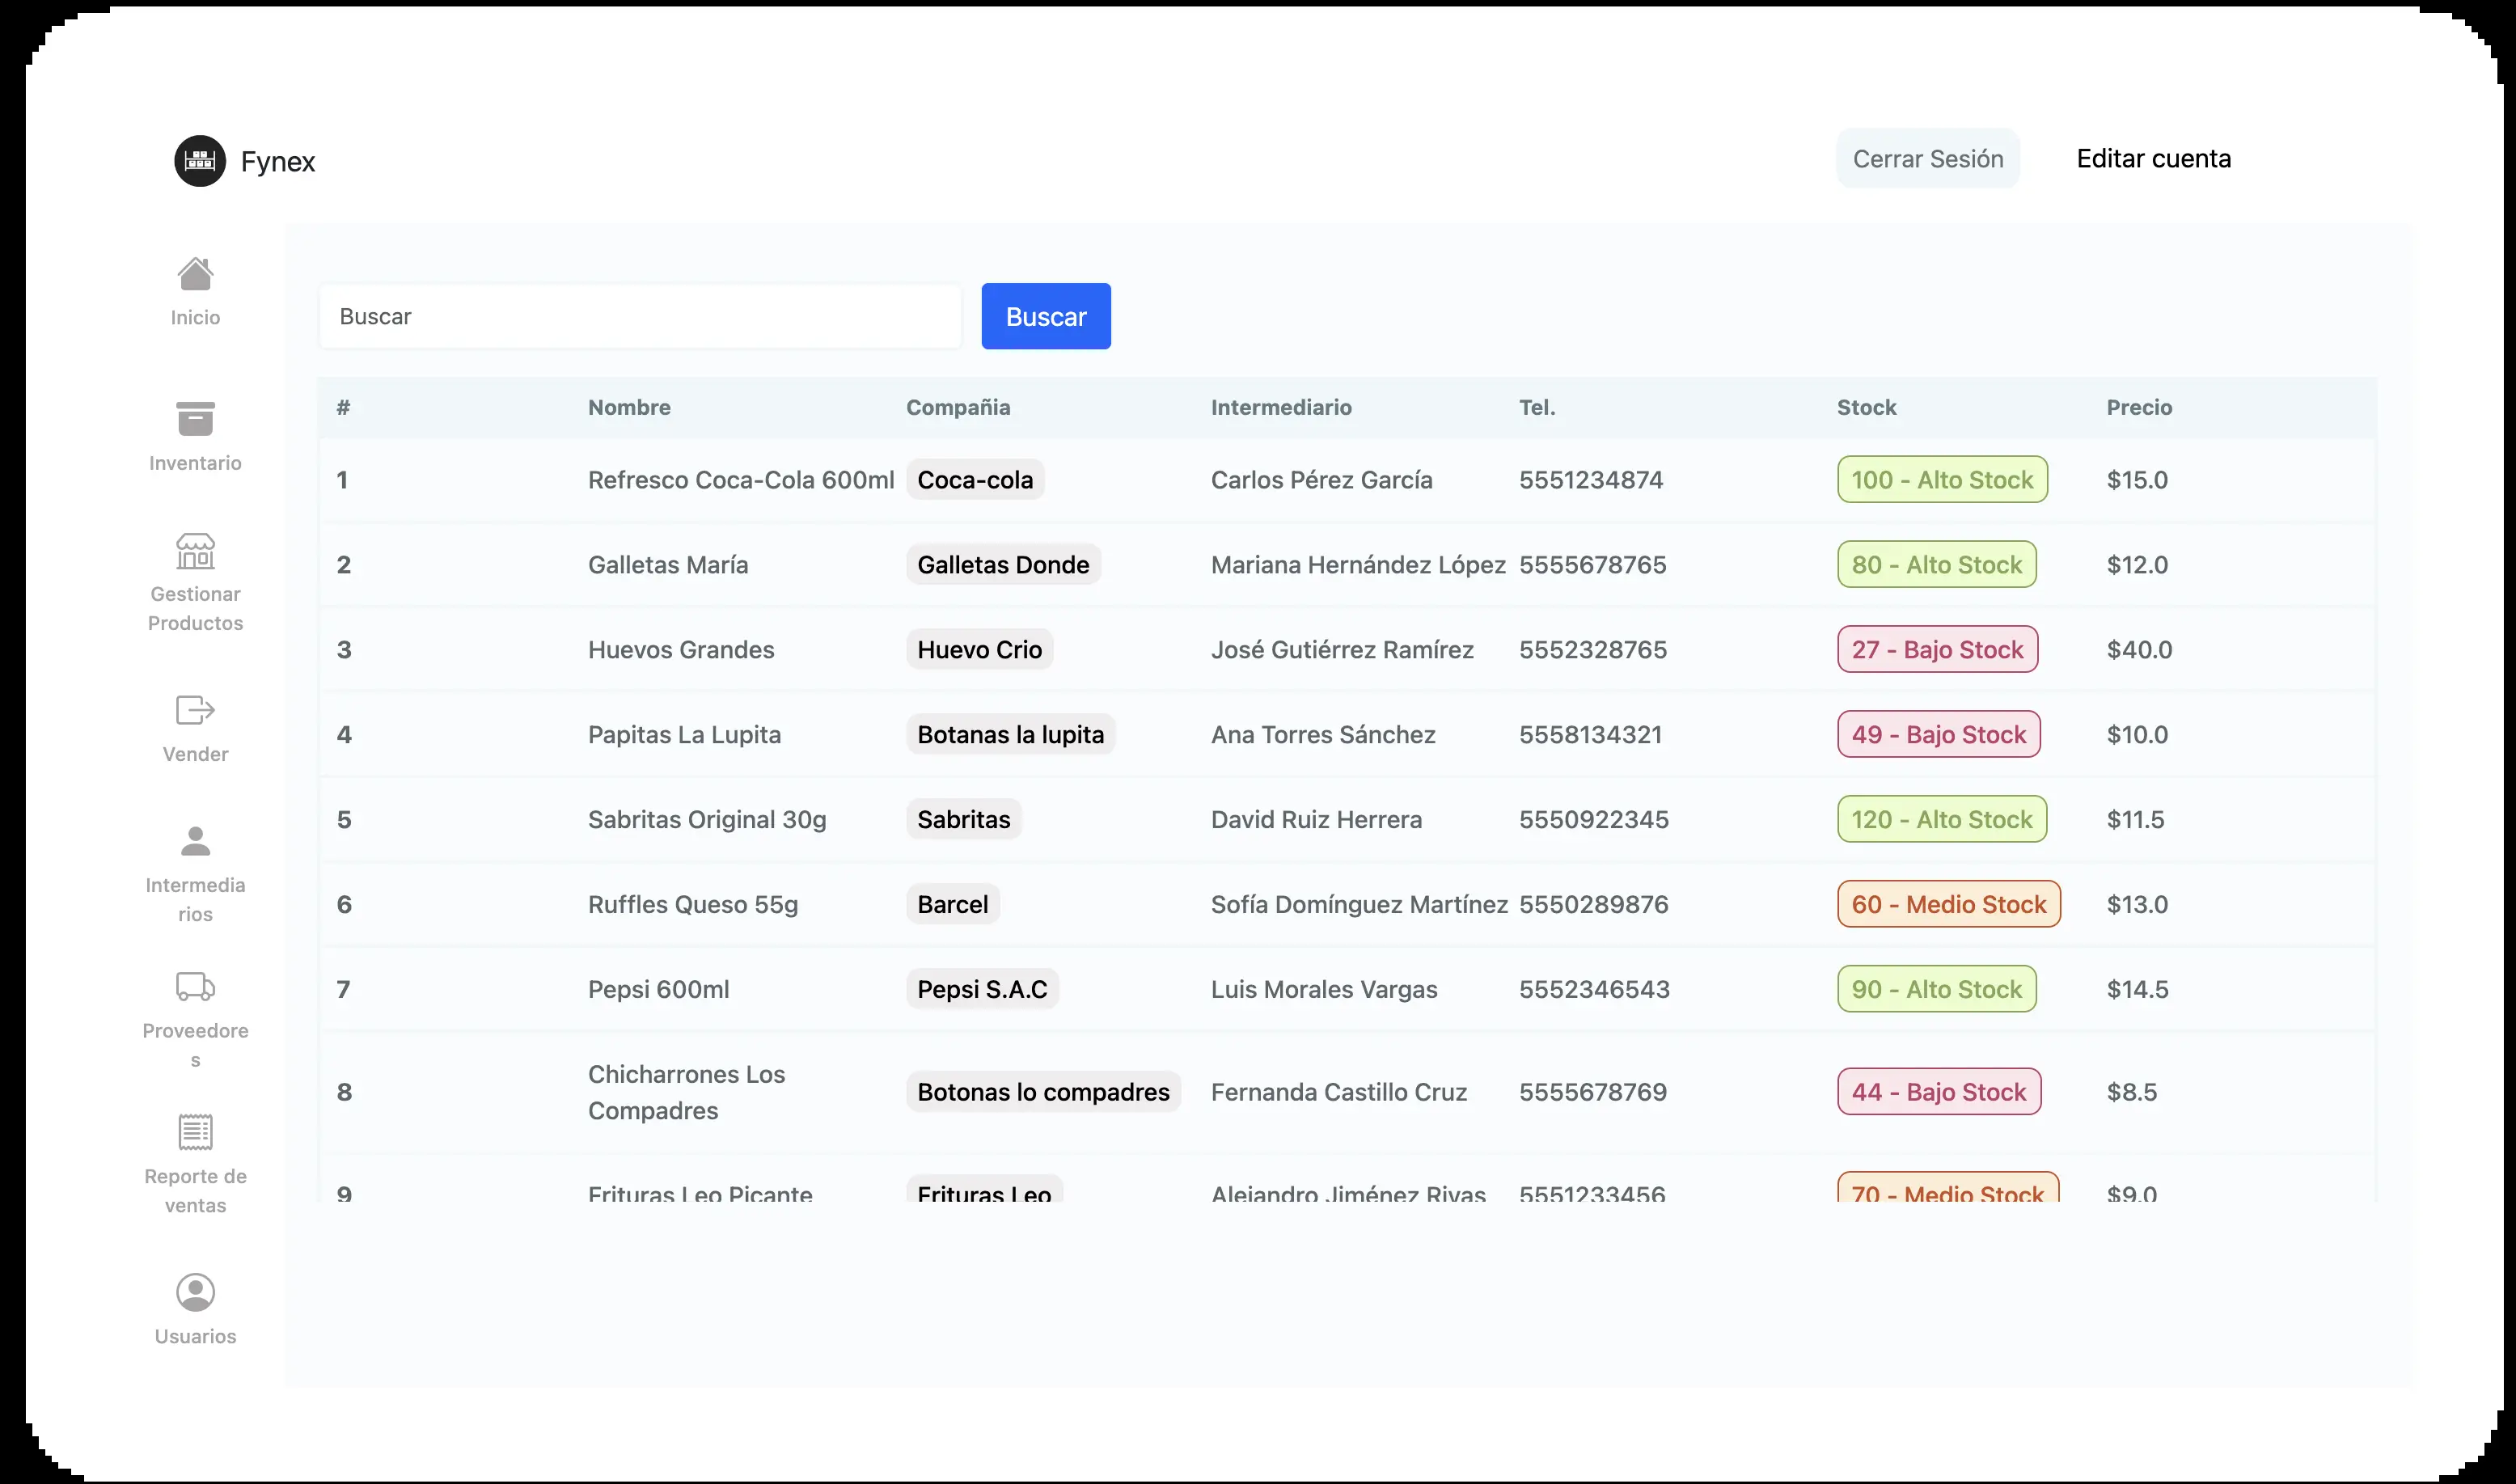 Fynex
Cerrar Sesión
Editar cuenta
Inicio
Inventario
Gestionar
Productos
Vender
Intermedia
rios
Proveedore
s
Reporte de
ventas
Usuarios
Buscar
Buscar
# Nombre Compañia Intermediario Tel. Stock Precio
1 Refresco Coca-Cola 600ml Coca-cola Carlos Pérez García 5551234874 100 - Alto Stock $15.0
2 Galletas María Galletas Donde Mariana Hernández López 5555678765 80 - Alto Stock $12.0
3 Huevos Grandes Huevo Crio José Gutiérrez Ramírez 5552328765 27 - Bajo Stock $40.0
4 Papitas La Lupita Botanas la lupita Ana Torres Sánchez 5558134321 49 - Bajo Stock $10.0
5 Sabritas Original 30g Sabritas David Ruiz Herrera 5550922345 120 - Alto Stock $11.5
6 Ruffles Queso 55g Barcel Sofía Domínguez Martínez 5550289876 60 - Medio Stock $13.0
7 Pepsi 600ml Pepsi S.A.C Luis Morales Vargas 5552346543 90 - Alto Stock $14.5
8 Chicharrones Los
Compadres Botonas lo compadres Fernanda Castillo Cruz 5555678769 44 - Bajo Stock $8.5
9 Frituras Leo Picante Frituras Leo Alejandro Jiménez Rivas 5551233456 70 - Medio Stock $9.0